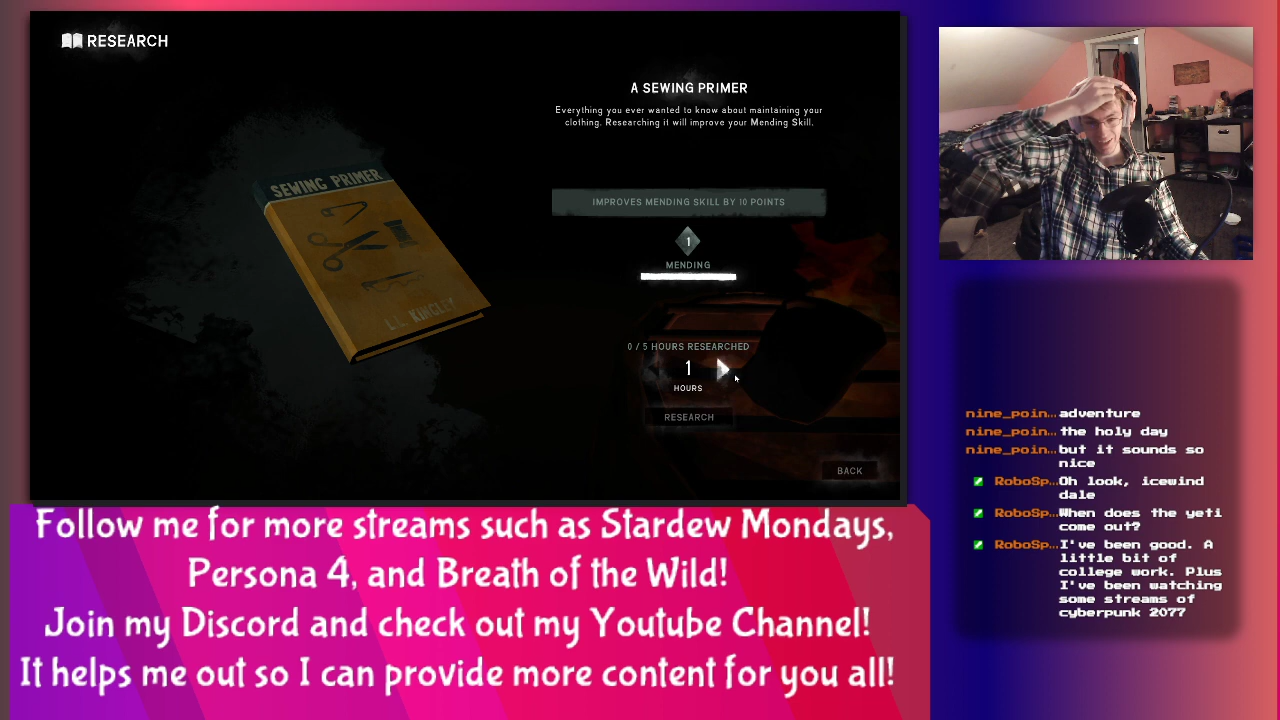 RESEARCH
A SEWING PRIMER
Everything you ever wanted to know about maintaining your
clothing. Researching it will improve your Mending Skill.
SEWING PRIMER
L.L. KINGLEY
IMPROVES MENDING SKILL BY 10 POINTS
1
MENDING
0 / 5 HOURS RESEARCHED
1
HOURS
RESEARCH
BACK
nine_poin… adventure
nine_poin… the holy day
nine_poin… but it sounds so
nice
RoboSp… Oh look, icewind
dale
RoboSp… When does the yeti
come out?
RoboSp… I've been good. A
little bit of
college work. Plus
I've been watching
some streams of
cyberpunk 2077
Follow me for more streams such as Stardew Mondays,
Persona 4, and Breath of the Wild!
Join my Discord and check out my Youtube Channel!
It helps me out so I can provide more content for you all!